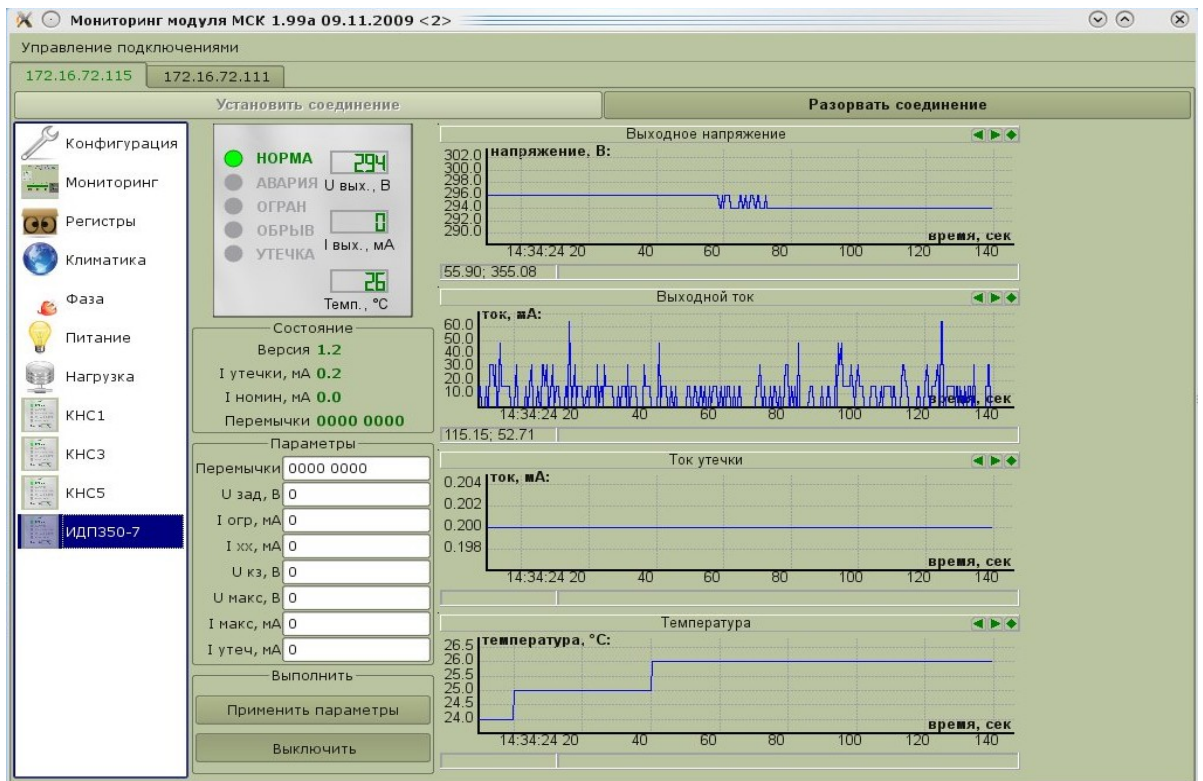 Мониторинг модуля МСК 1.99a 09.11.2009 <2>
Управление подключениями
172.16.72.115
172.16.72.111
Установить соединение
Разорвать соединение
Конфигурация
Мониторинг
Регистры
Климатика
Фаза
Питание
Нагрузка
КНС1
КНС3
КНС5
ИДП350-7
НОРМА
АВАРИЯ
ОГРАН
ОБРЫВ
УТЕЧКА
294
U вых., В
0
I вых., мА
26
Темп., °C
Состояние
Версия 1.2
I утечки, мА 0.2
I номин, мА 0.0
Перемычки 0000 0000
Параметры
Перемычки 0000 0000
U зад, В 0
I огр, мА 0
I хх, мА 0
U кз, В 0
U макс, В 0
I макс, мА 0
I утеч, мА 0
Выполнить
Применить параметры
Выключить
Выходное напряжение
напряжение, В:
302.0
300.0
298.0
296.0
294.0
292.0
290.0
время, сек
14:34:24 20 40 60 80 100 120 140
55.90; 355.08
Выходной ток
ток, мА:
60.0
50.0
40.0
30.0
20.0
10.0
время, сек
14:34:24 20 40 60 80 100 120 140
115.15; 52.71
Ток утечки
ток, мА:
0.204
0.202
0.200
0.198
время, сек
14:34:24 20 40 60 80 100 120 140
Температура
температура, °C:
26.5
26.0
25.5
25.0
24.5
24.0
время, сек
14:34:24 20 40 60 80 100 120 140